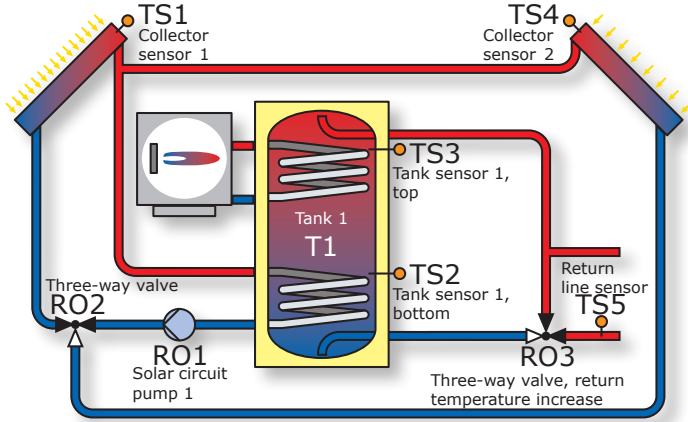 TS1
Collector
sensor 1
TS4
Collector
sensor 2
TS3
Tank sensor 1,
top
Tank 1
T1
TS2
Tank sensor 1,
bottom
Return
line sensor
TS5
Three-way valve
RO2
RO1
Solar circuit
pump 1
RO3
Three-way valve, return
temperature increase